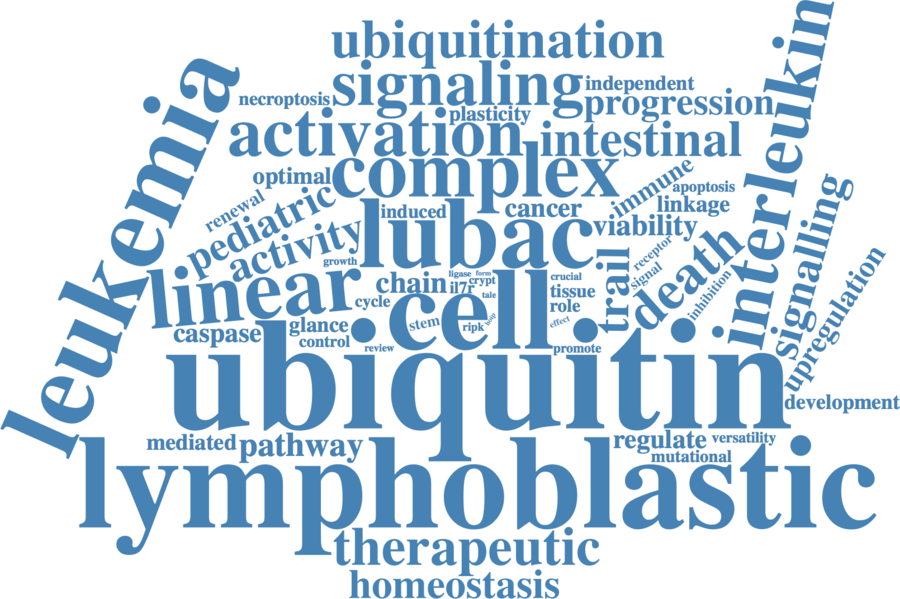 ubiquitination
interleukin
leukemia
signaling
independent
necroptosis
progression
plasticity
activation
intestinal
complex
optimal
immune
apoptosis
renewal
pediatric
induced
cancer
linkage
signalling
lubac
viability
activity
death
receptor
trail
growth
linear
chain
ligase
form
il7r
crypt
crucial
signal
inhibition
upregulation
cell
tale
tissue
cycle
role
stem
ripk
help
effect
glance
caspase
control
review
promote
ubiquitin
development
mediated
pathway
regulate
versatility
mutational
lymphoblastic
therapeutic
homeostasis